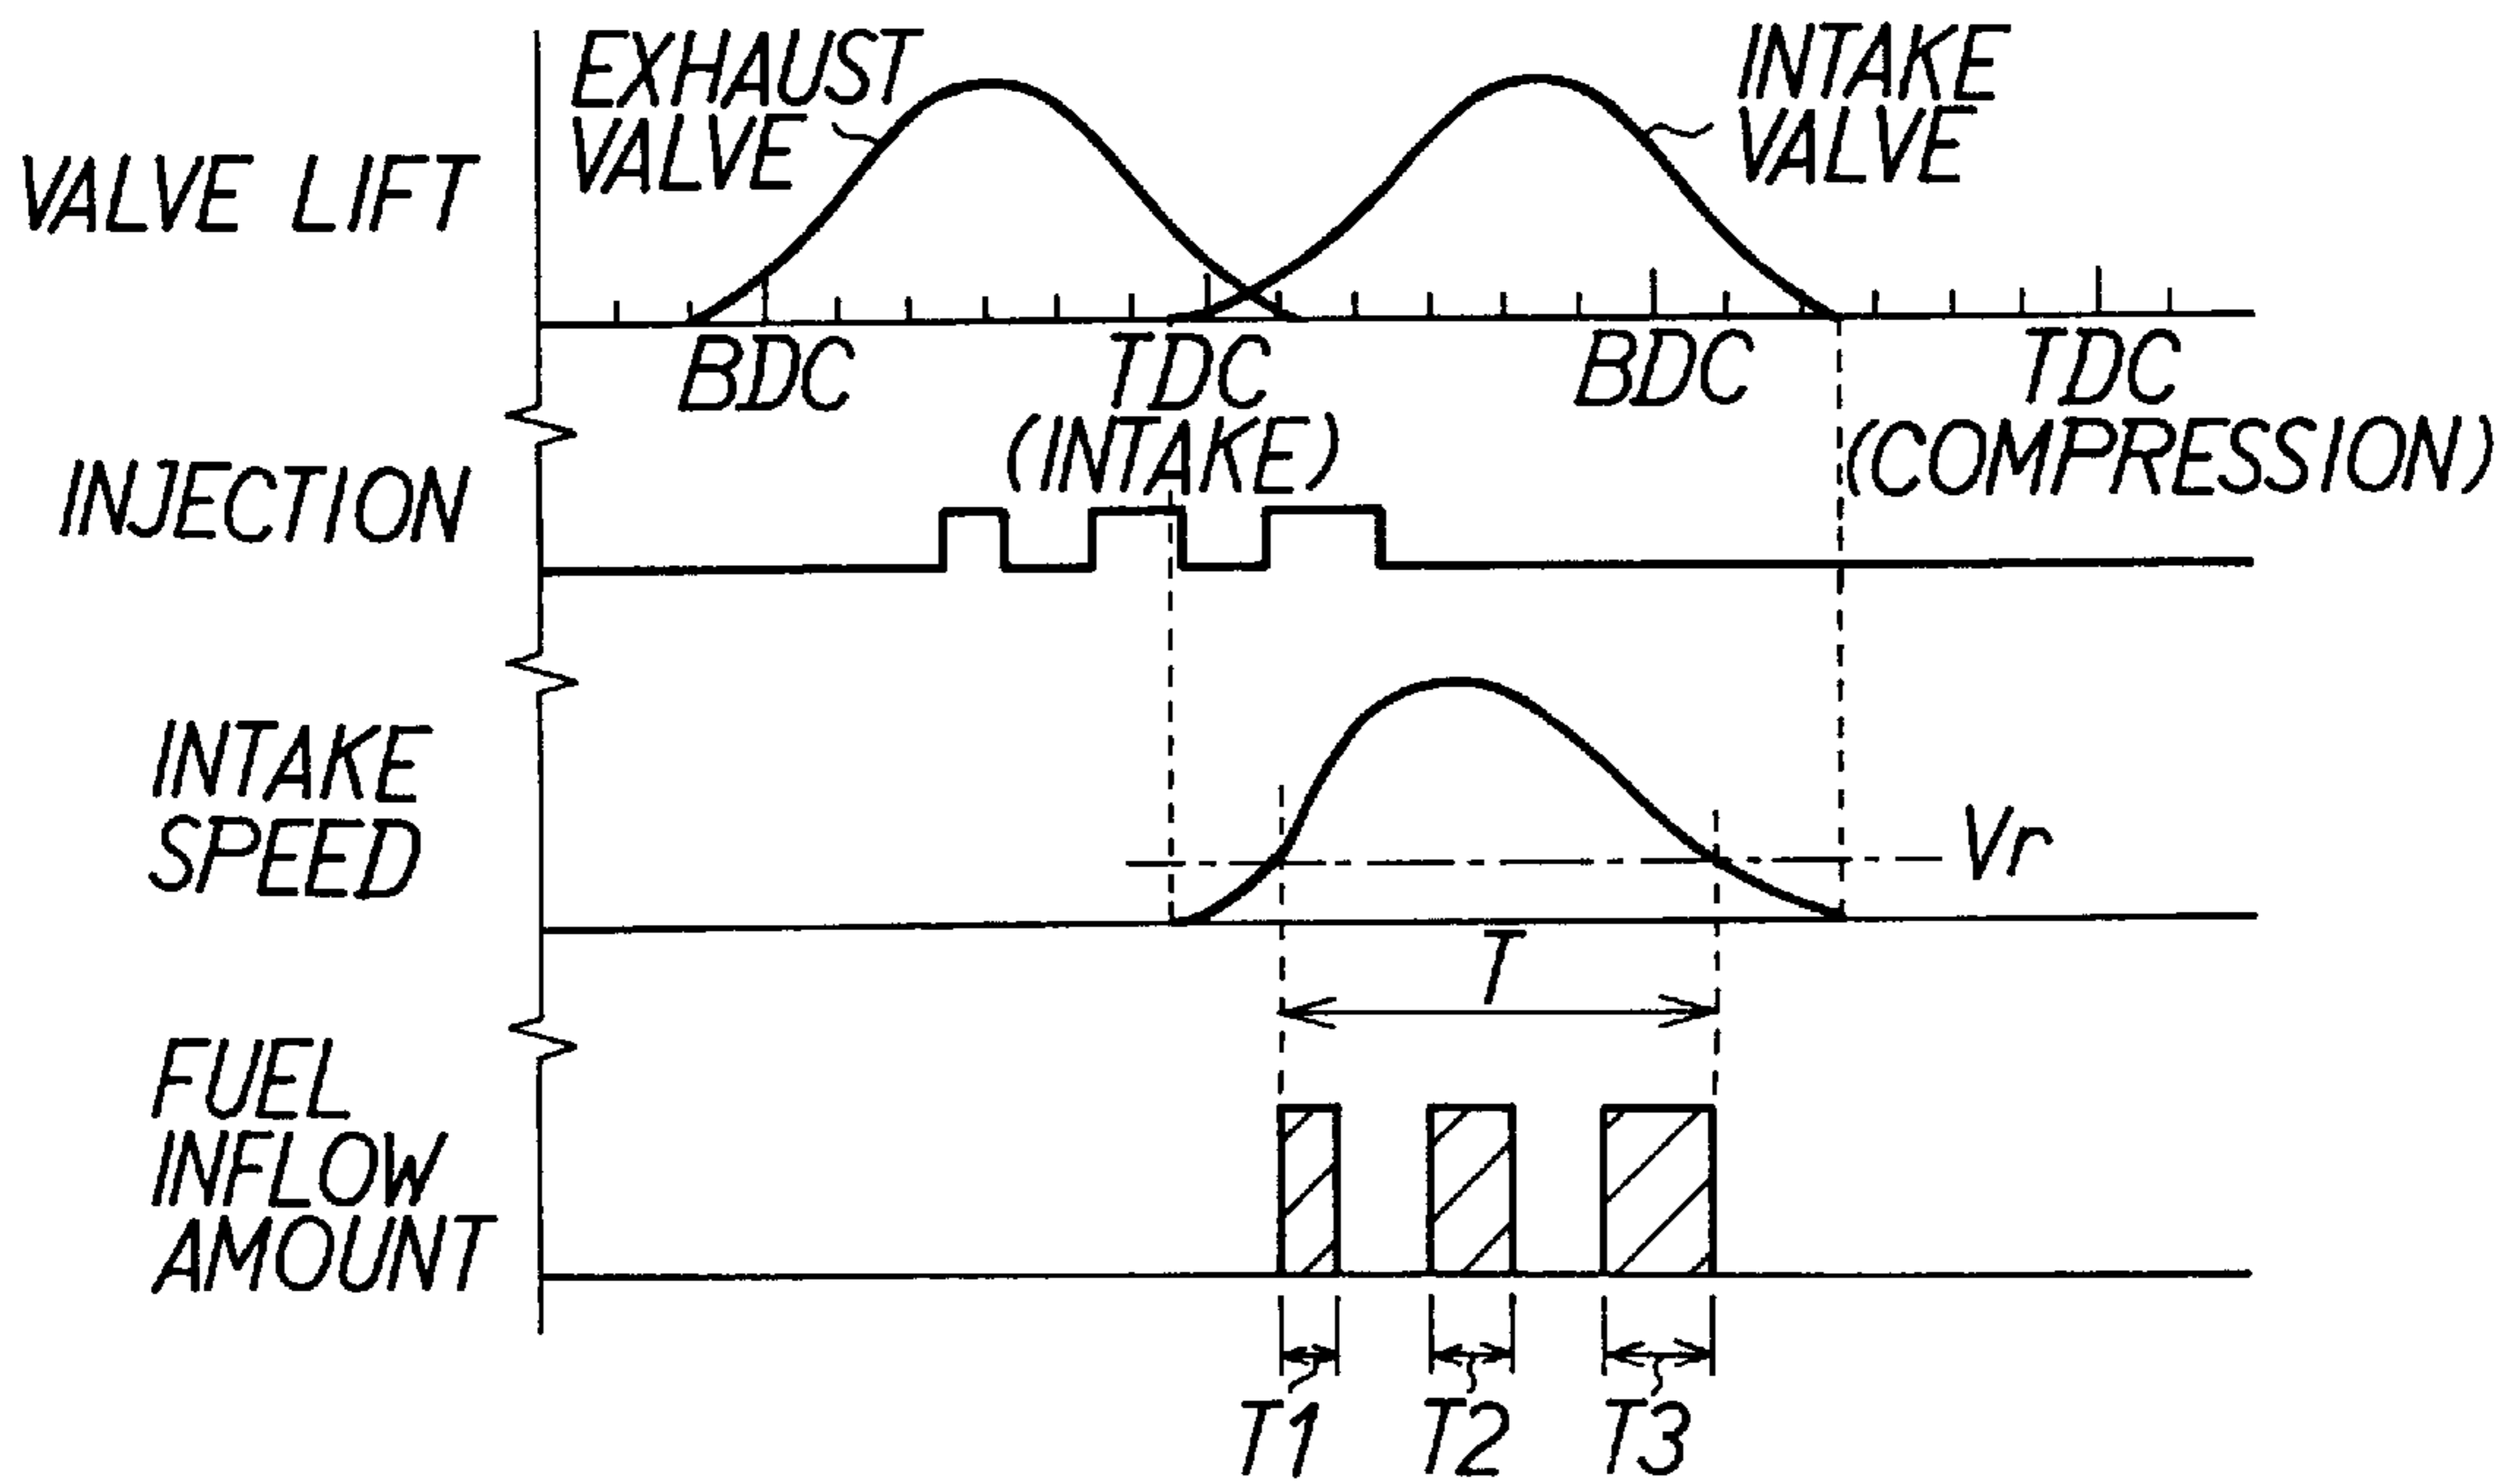 EXHAUST
VALVE
INTAKE
VALVE
VALVE LIFT
BDC
TDC
(INTAKE)
BDC
TDC
(COMPRESSION)
INJECTION
INTAKE
SPEED
Vr
T
FUEL
INFLOW
AMOUNT
T1
T2
T3